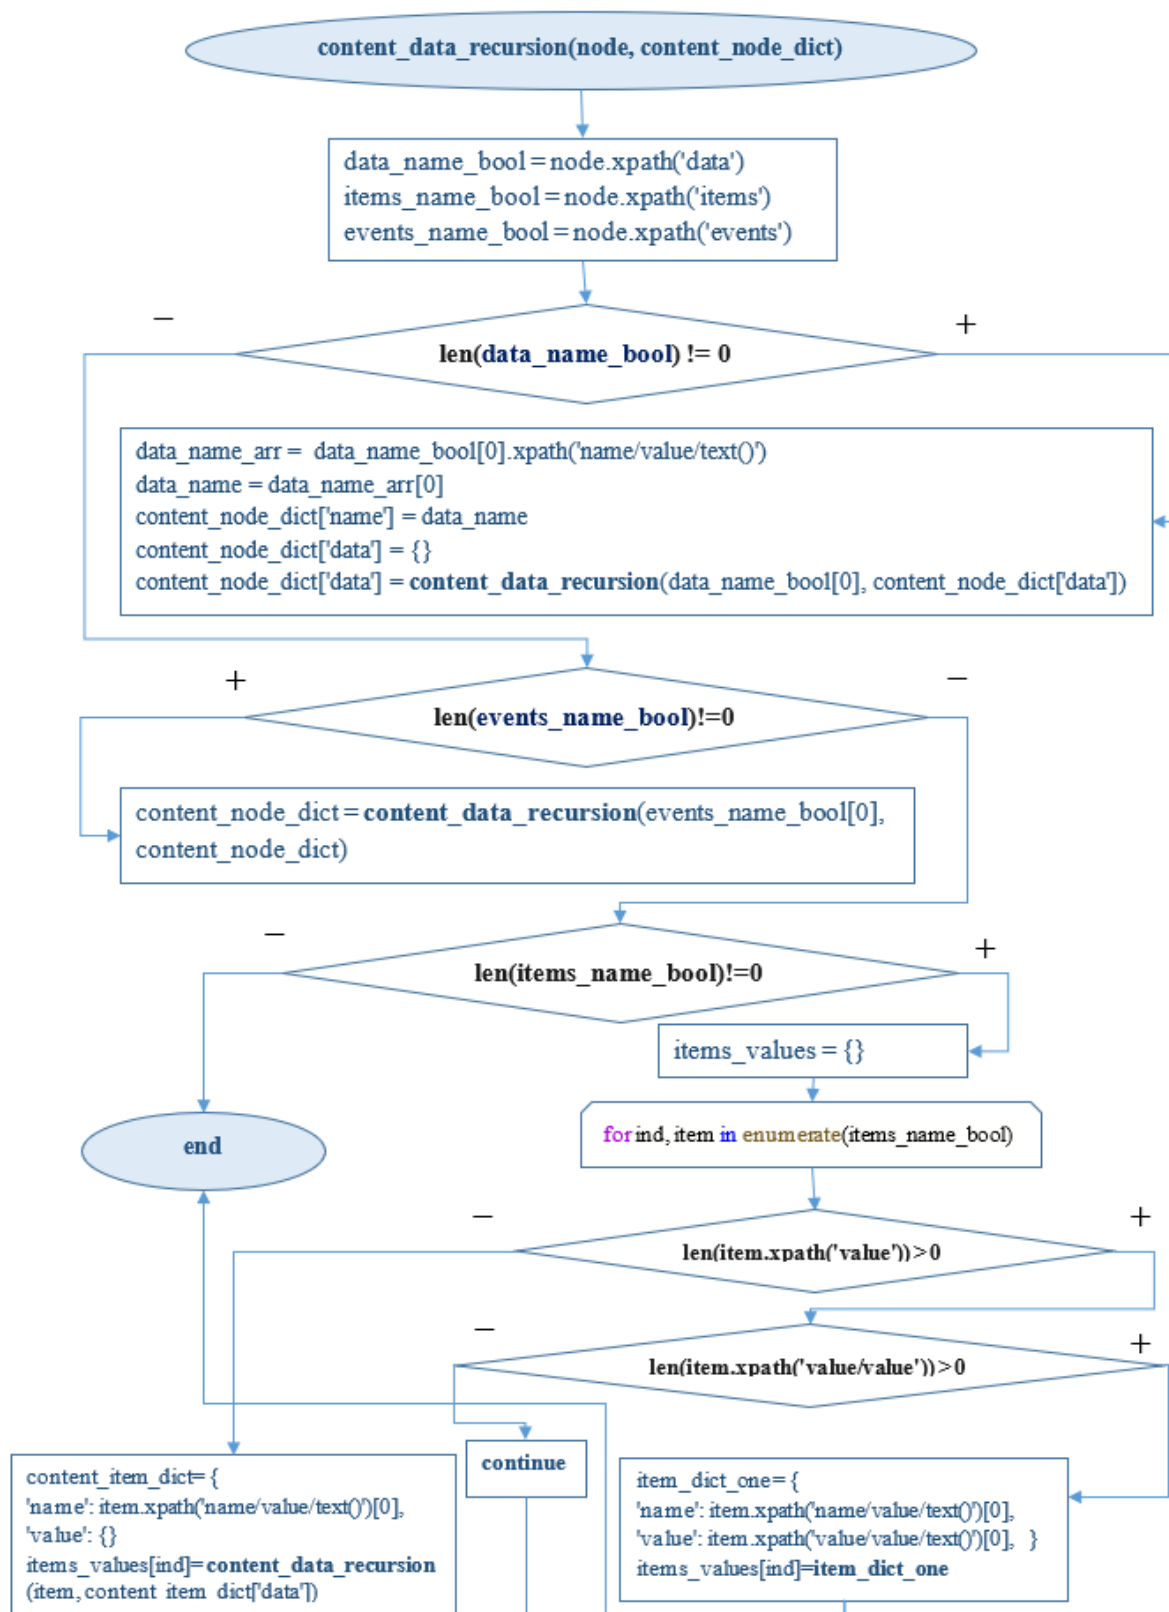 content_data_recursion(node, content_node_dict)
data_name_bool = node.xpath('data')
items_name_bool = node.xpath('items')
events_name_bool = node.xpath('events')
−
+
len(data_name_bool) != 0
data_name_arr = data_name_bool[0].xpath('name/value/text()')
data_name = data_name_arr[0]
content_node_dict['name'] = data_name
content_node_dict['data'] = {}
content_node_dict['data'] = content_data_recursion(data_name_bool[0], content_node_dict['data'])
+
−
len(events_name_bool)!=0
content_node_dict = content_data_recursion(events_name_bool[0],
content_node_dict)
−
+
len(items_name_bool)!=0
items_values = {}
end
for ind, item in enumerate(items_name_bool)
−
+
len(item.xpath('value'))>0
−
+
len(item.xpath('value/value'))>0
content_item_dict= {
'name': item.xpath('name/value/text()')[0],
'value': {}
items_values[ind]=content_data_recursion
(item, content_item_dict['data'])
continue
item_dict_one= {
'name': item.xpath('name/value/text()')[0],
'value': item.xpath('value/value/text()')[0], }
items_values[ind]=item_dict_one